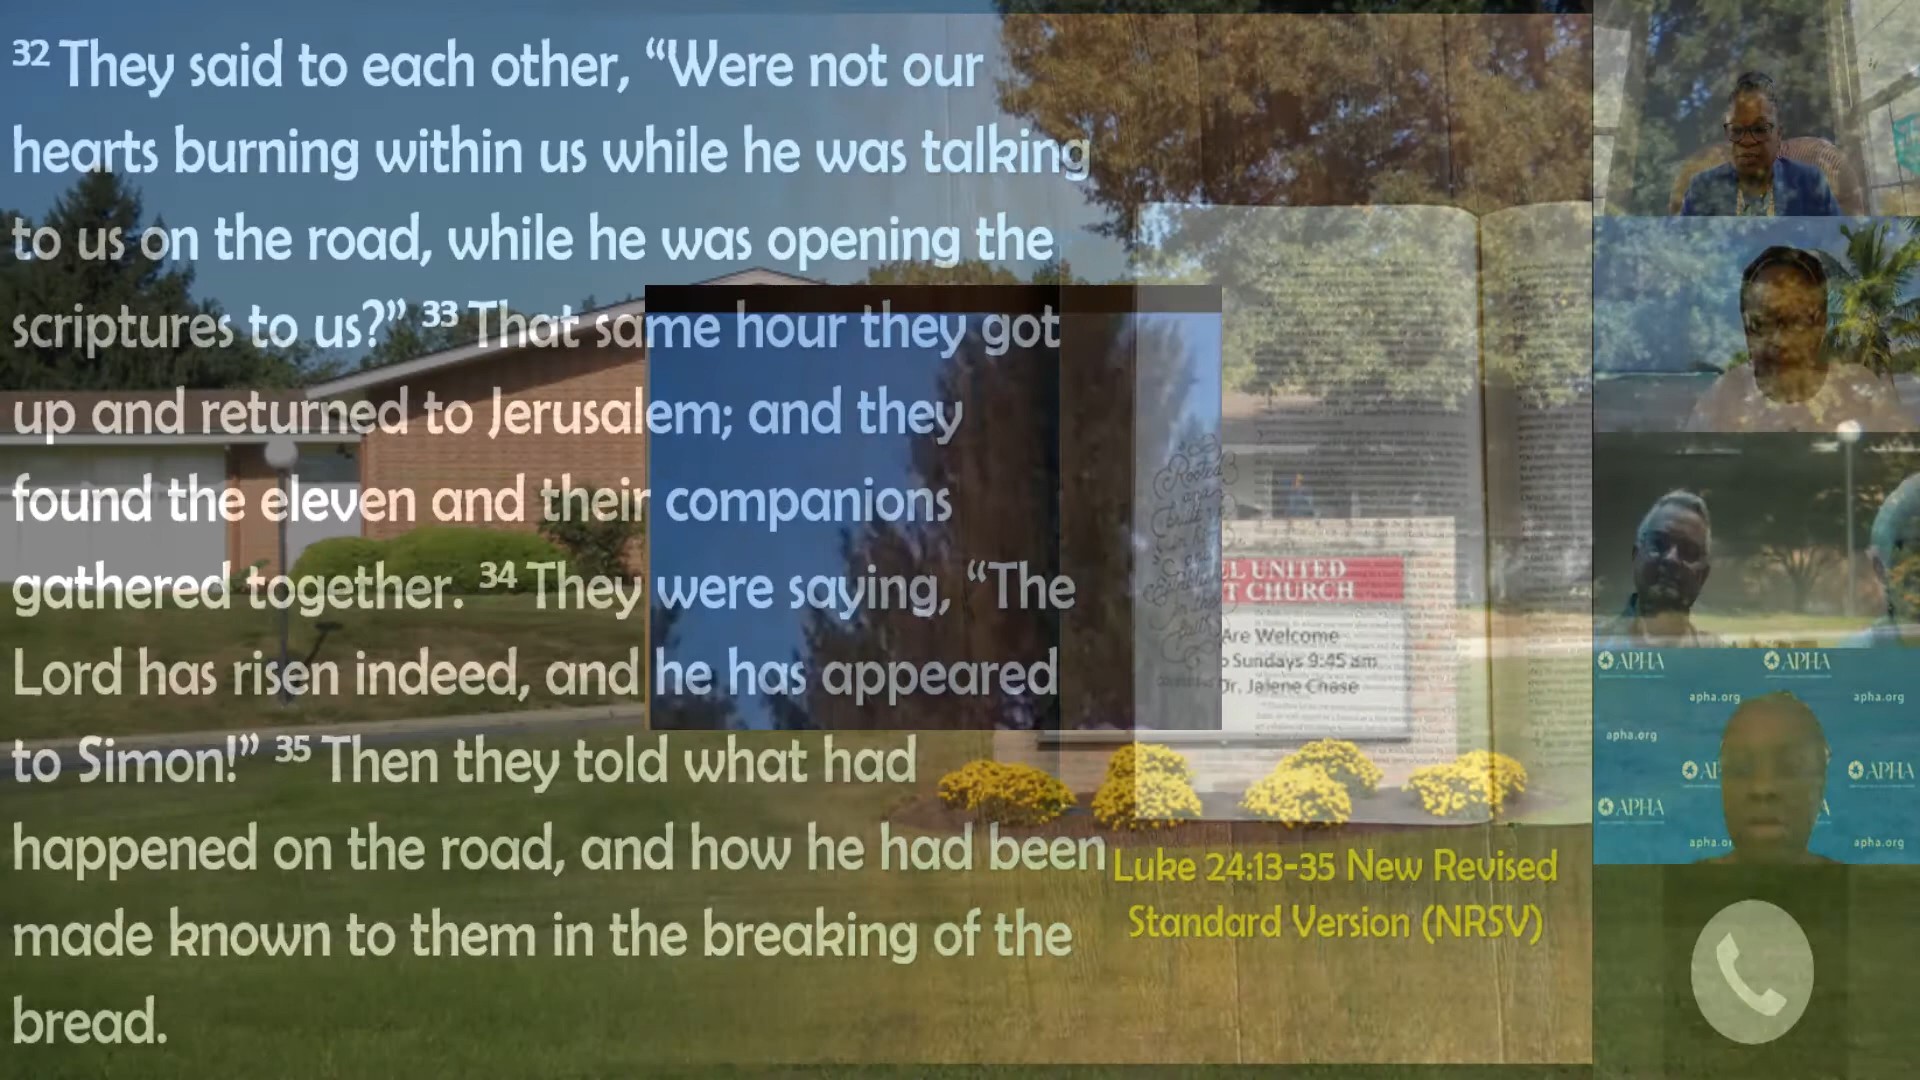 32 They said to each other, “Were not our
hearts burning within us while he was talking
to us on the road, while he was opening the
scriptures to us?” 33 That same hour they got
up and returned to Jerusalem; and they
found the eleven and their companions
gathered together. 34 They were saying, “The
Lord has risen indeed, and he has appeared
to Simon!” 35 Then they told what had
happened on the road, and how he had been
made known to them in the breaking of the
bread.
Luke 24:13-35 New Revised
Standard Version (NRSV)
Rooted
and
EL UNITED
T CHURCH
Are Welcome
Sundays 9:45 am
Dr. Jalene Chase
APHA APHA
apha.org apha.org
apha.org
APHA
APHA
apha.org